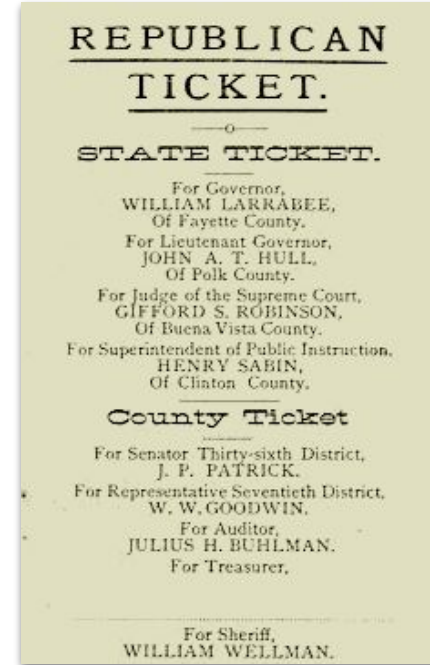 REPUBLICAN
TICKET.
STATE TICKET.
For Governor,
WILLIAM LARRABEE,
Of Fayette County.
For Lieutenant Governor,
JOHN A. T. HULL,
Of Polk County.
For Judge of the Supreme Court,
GIFFORD S. ROBINSON,
Of Buena Vista County.
For Superintendent of Public Instruction,
HENRY SABIN,
Of Clinton County.
County Ticket
For Senator Thirty-sixth District,
J. P. PATRICK.
For Representative Seventieth District,
W. W. GOODWIN.
For Auditor,
JULIUS H. BUHLMAN.
For Treasurer,
For Sheriff,
WILLIAM WELLMAN.